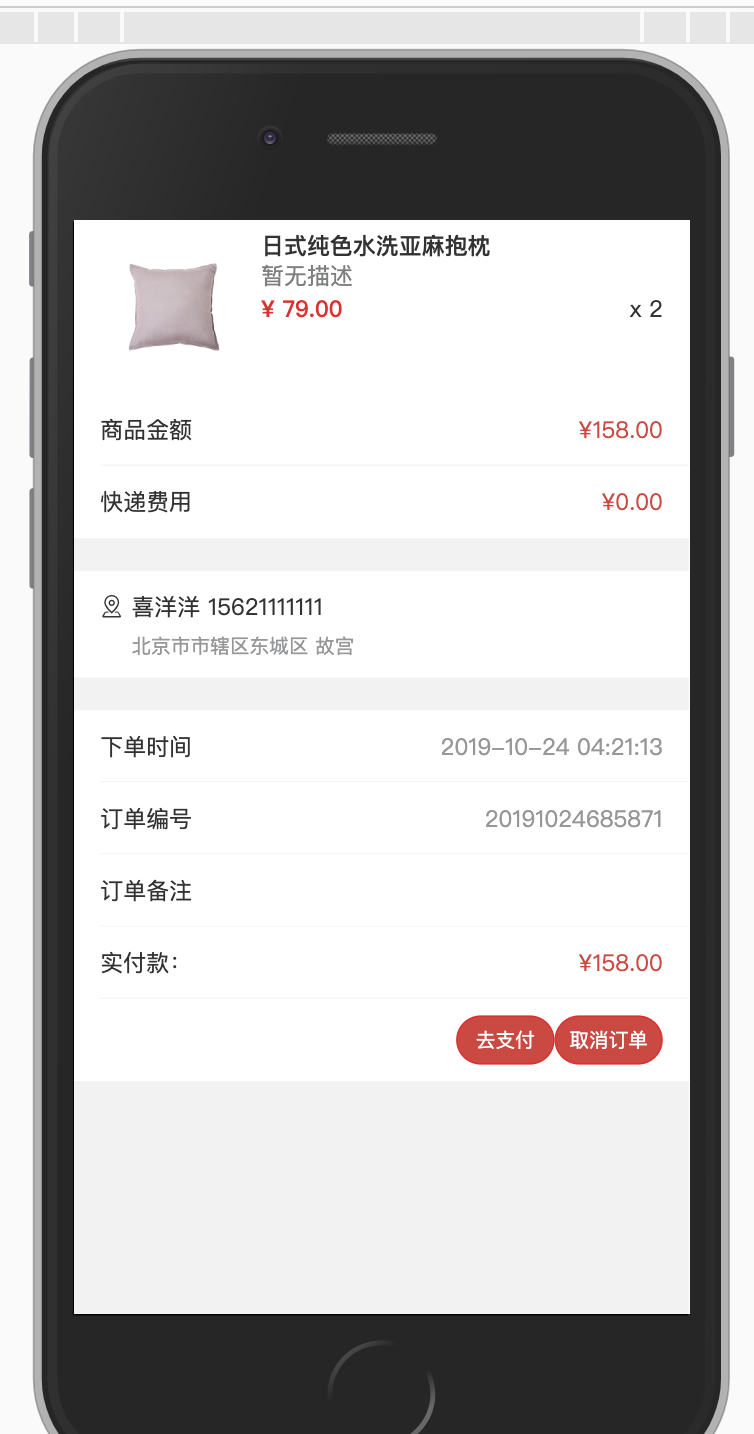 日式纯色水洗亚麻抱枕
暂无描述
¥ 79.00 x 2
商品金额 ¥158.00
快递费用 ¥0.00
喜洋洋 15621111111
北京市市辖区东城区 故宫
下单时间 2019-10-24 04:21:13
订单编号 20191024685871
订单备注
实付款: ¥158.00
去支付 取消订单